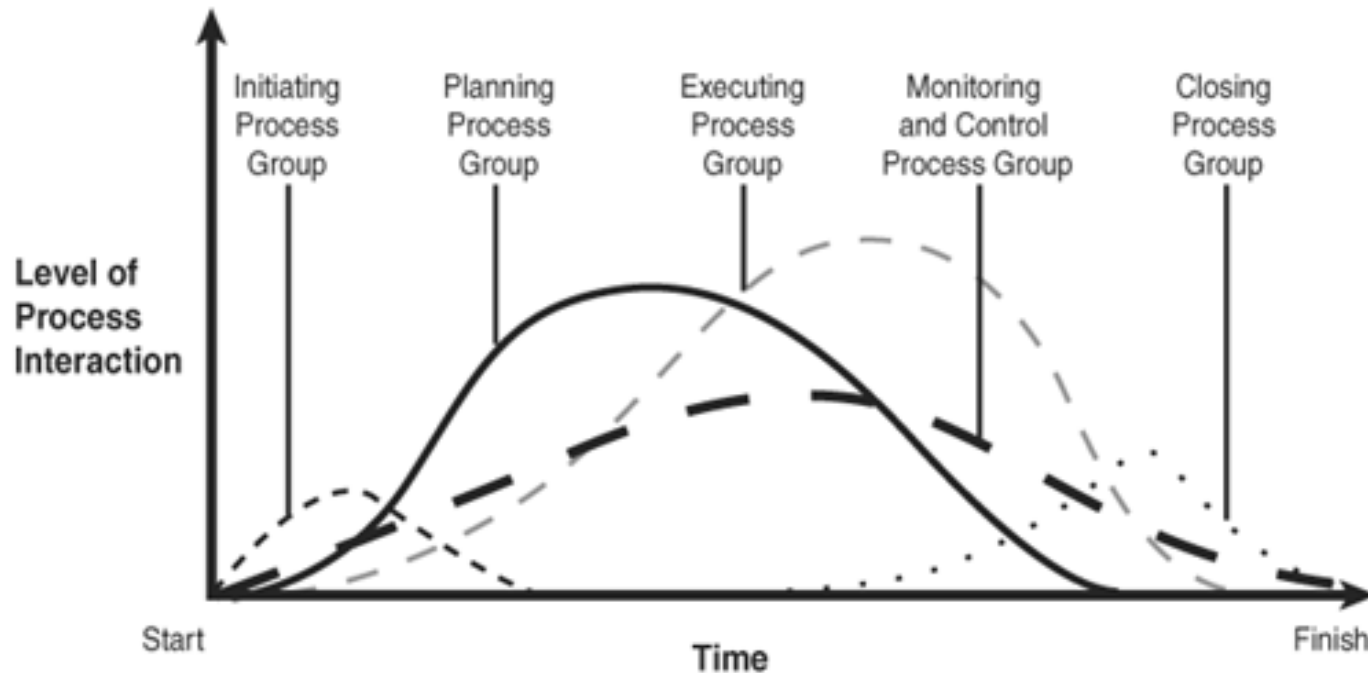 Initiating
Process
Group
Planning
Process
Group
Executing
Process
Group
Monitoring
and Control
Process Group
Closing
Process
Group
Level of
Process
Interaction
Start
Time
Finish